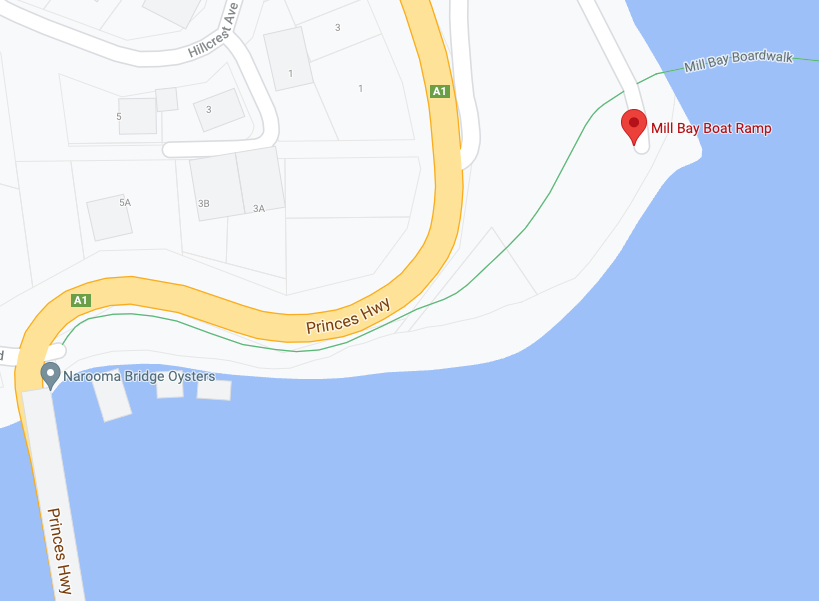 Hillcrest Ave
3
1
1
5
3
A1
Mill Bay Boardwalk
Mill Bay Boat Ramp
5A
3B
3A
A1
Princes Hwy
d
Narooma Bridge Oysters
Princes Hwy